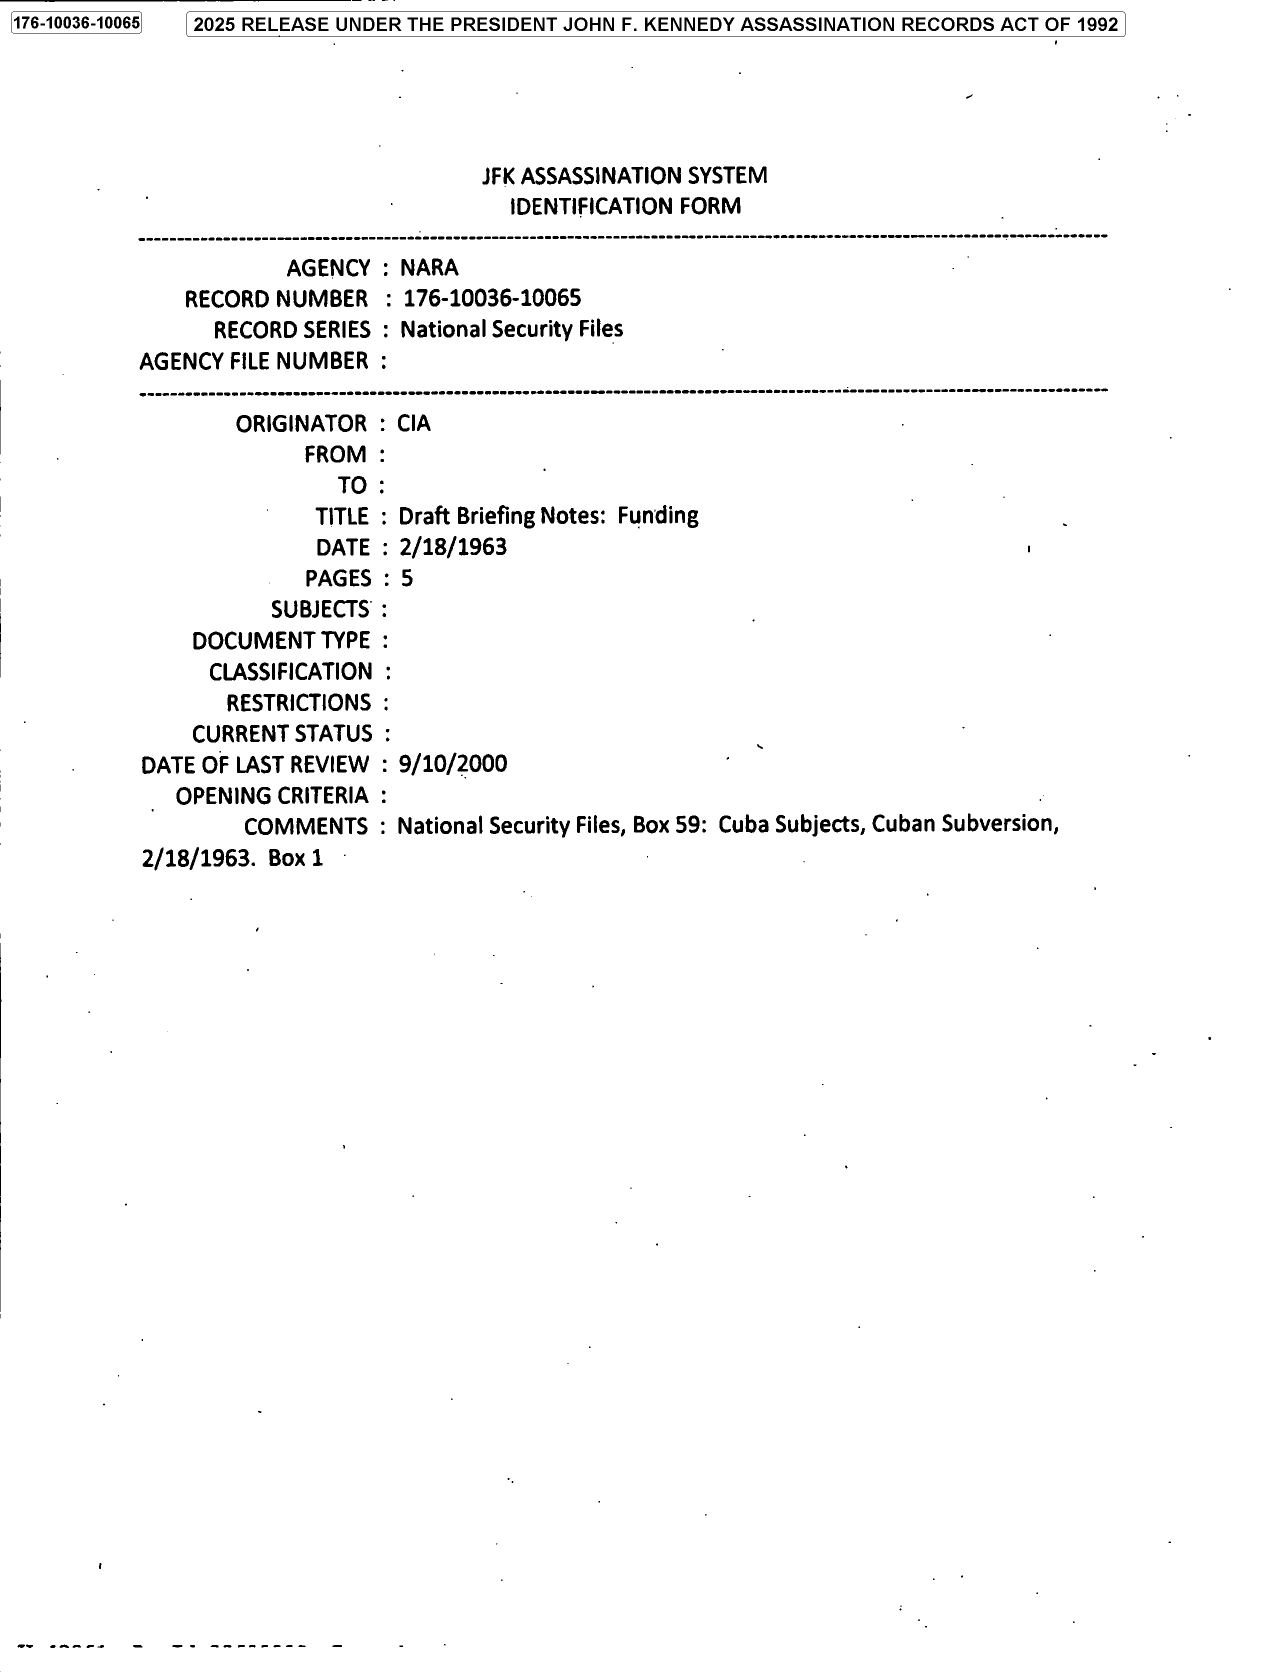 176-10036-10065 2025 RELEASE UNDER THE PRESIDENT JOHN F. KENNEDY ASSASSINATION RECORDS ACT OF 1992
JFK ASSASSINATION SYSTEM
IDENTIFICATION FORM
AGENCY : NARA
RECORD NUMBER : 176-10036-10065
RECORD SERIES : National Security Files
AGENCY FILE NUMBER :
ORIGINATOR : CIA
FROM :
TO :
TITLE : Draft Briefing Notes: Funding
DATE : 2/18/1963
PAGES : 5
SUBJECTS :
DOCUMENT TYPE :
CLASSIFICATION :
RESTRICTIONS :
CURRENT STATUS :
DATE OF LAST REVIEW : 9/10/2000
OPENING CRITERIA :
COMMENTS : National Security Files, Box 59: Cuba Subjects, Cuban Subversion,
2/18/1963. Box 1